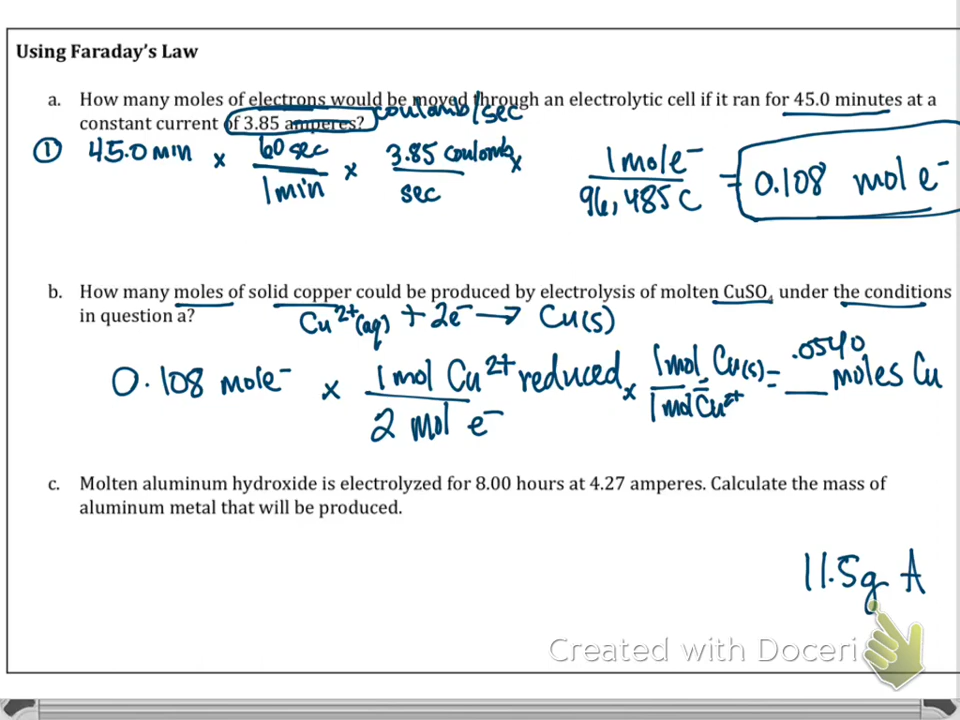 Using Faraday's Law
a. How many moles of electrons would be moved through an electrolytic cell if it ran for 45.0 minutes at a
constant current of 3.85 amperes? coulomb/sec
① 45.0 min x 60 sec / 1 min x 3.85 coulomb / sec x 1 mole e⁻ / 96,485 C = 0.108 mol e⁻
b. How many moles of solid copper could be produced by electrolysis of molten CuSO₄ under the conditions
in question a? Cu²⁺(aq) + 2e⁻ → Cu(s)
0.108 mole⁻ x 1 mol Cu²⁺ reduced / 2 mol e⁻ x 1 mol Cu(s) / 1 mol Cu²⁺ = .0540 moles Cu
c. Molten aluminum hydroxide is electrolyzed for 8.00 hours at 4.27 amperes. Calculate the mass of
aluminum metal that will be produced.
11.5g A
Created with Doceri